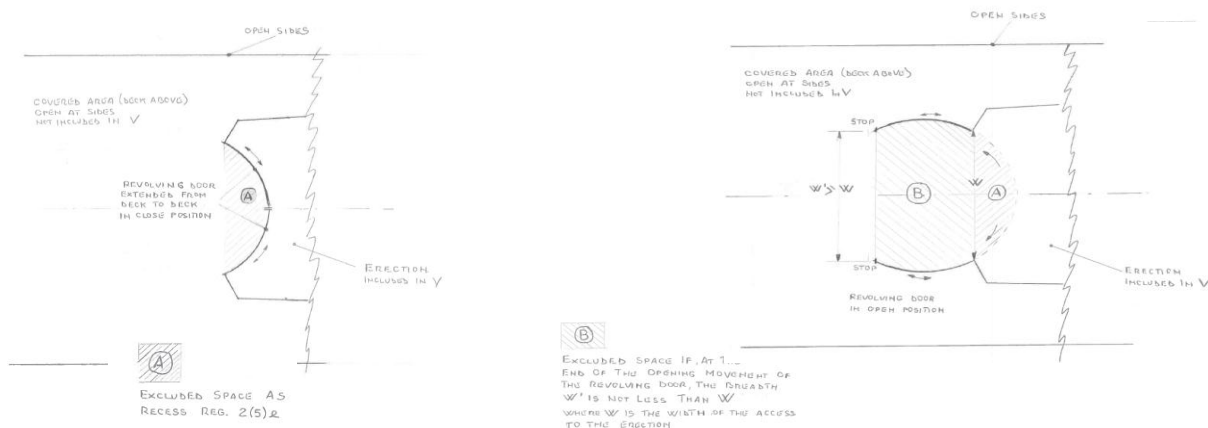 OPEN SIDES
COVERED AREA (DECK ABOVE)
OPEN AT SIDES
NOT INCLUDED IN V
REVOLVING DOOR
EXTENDED FROM
DECK TO DECK
IN CLOSE POSITION
A
ERECTION
INCLUDED IN V
A
EXCLUDED SPACE AS
RECESS REG. 2(5)e
OPEN SIDES
COVERED AREA (DECK ABOVE)
OPEN AT SIDES
NOT INCLUDED IN V
STOP
W'≥ W
B
W
A
STOP
REVOLVING DOOR
IN OPEN POSITION
ERECTION
INCLUDED IN V
B
EXCLUDED SPACE IF, AT
END OF THE OPENING MOVEMENT OF
THE REVOLVING DOOR, THE BREADTH
W' IS NOT LESS THAN W
WHERE W IS THE WIDTH OF THE ACCESS
TO THE ERECTION